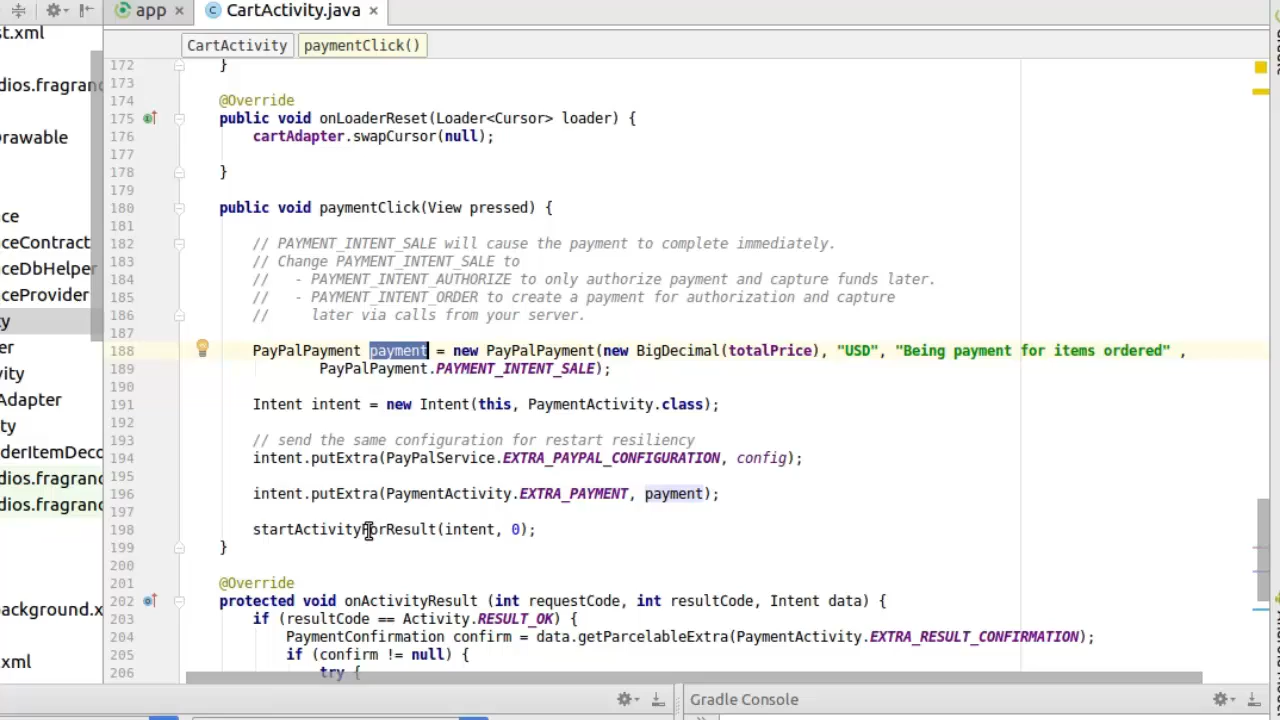 app
CartActivity.java
st.xml
CartActivity
paymentClick()
172 }
173
dios.fragranc
174 @Override
175 public void onLoaderReset(Loader<Cursor> loader) {
Drawable
176 cartAdapter.swapCursor(null);
177
178 }
179
180 public void paymentClick(View pressed) {
ce
181
182 // PAYMENT_INTENT_SALE will cause the payment to complete immediately.
ceContract
183 // Change PAYMENT_INTENT_SALE to
ceDbHelper
184 // - PAYMENT_INTENT_AUTHORIZE to only authorize payment and capture funds later.
ceProvider
185 // - PAYMENT_INTENT_ORDER to create a payment for authorization and capture
186 // later via calls from your server.
ty
187
er
188 PayPalPayment payment = new PayPalPayment(new BigDecimal(totalPrice), "USD", "Being payment for items ordered" ,
189 PayPalPayment.PAYMENT_INTENT_SALE);
vity
190
Adapter
191 Intent intent = new Intent(this, PaymentActivity.class);
192
ty
193 // send the same configuration for restart resiliency
derItemDeco
194 intent.putExtra(PayPalService.EXTRA_PAYPAL_CONFIGURATION, config);
195
dios.fragranc
196 intent.putExtra(PaymentActivity.EXTRA_PAYMENT, payment);
197
dios.fragranc
198 startActivityForResult(intent, 0);
199 }
200
201 @Override
202 protected void onActivityResult (int requestCode, int resultCode, Intent data) {
ackground.x
203 if (resultCode == Activity.RESULT_OK) {
204 PaymentConfirmation confirm = data.getParcelableExtra(PaymentActivity.EXTRA_RESULT_CONFIRMATION);
205 if (confirm != null) {
.xml
206 try {
Gradle Console